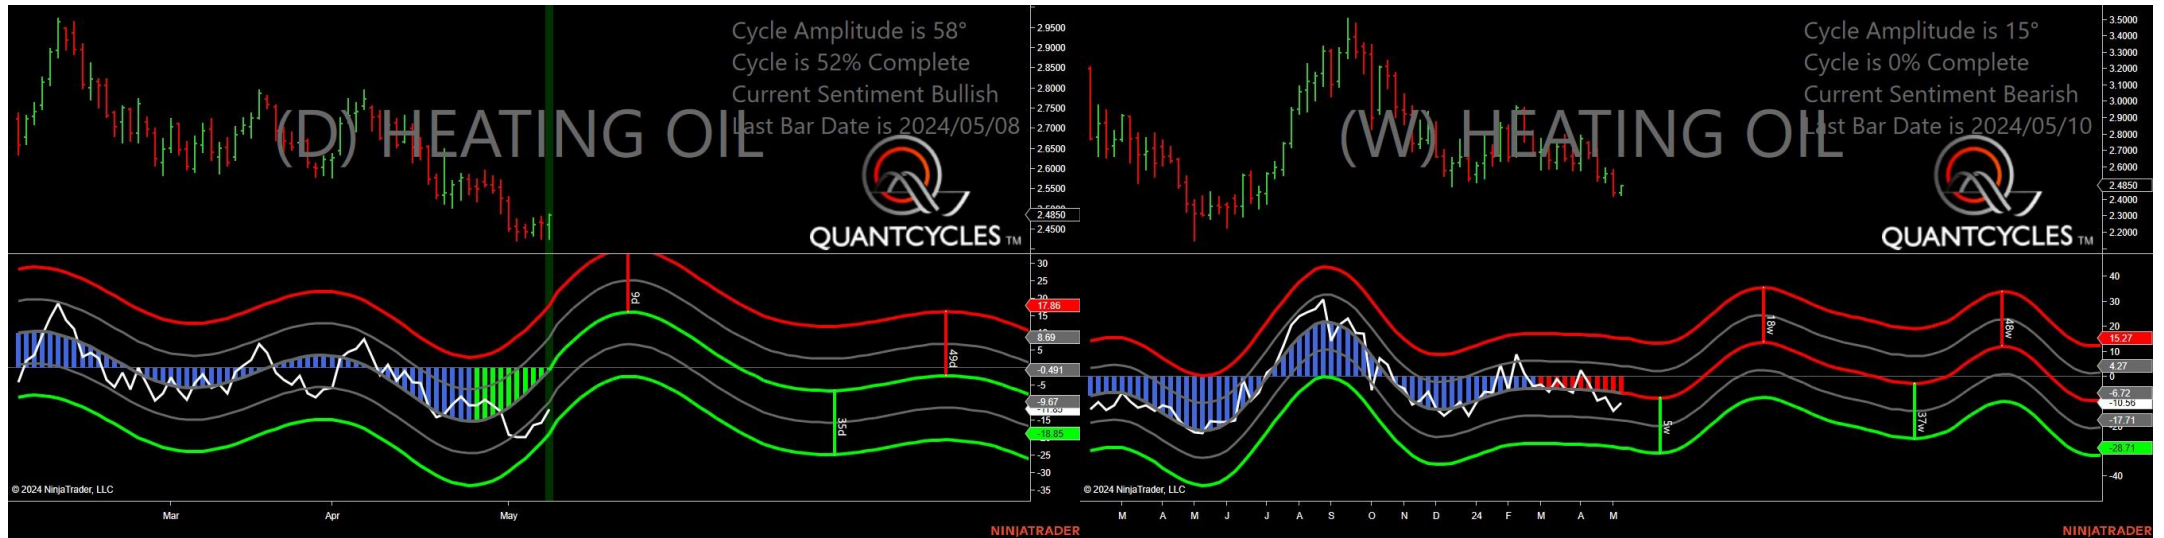 Cycle Amplitude is 58°
Cycle is 52% Complete
Current Sentiment Bullish
Last Bar Date is 2024/05/08
(D) HEATING OIL
QUANTCYCLES TM
2.9500
2.9000
2.8500
2.8000
2.7500
2.7000
2.6500
2.6000
2.5500
2.4850
2.4500
30
25
17.86
8.69
5
-0.491
-5
-9.67
-15
-18.85
-25
-30
-35
9d
35d
49d
© 2024 NinjaTrader, LLC
Mar
Apr
May
NINJATRADER
Cycle Amplitude is 15°
Cycle is 0% Complete
Current Sentiment Bearish
Last Bar Date is 2024/05/10
(W) HEATING OIL
QUANTCYCLES TM
3.5000
3.4000
3.3000
3.2000
3.1000
3.0000
2.9000
2.8000
2.7000
2.6000
2.4850
2.4000
2.3000
2.2000
40
30
20
15.27
10
4.27
0
-6.72
-10.56
-17.71
-28.71
-40
5w
18w
37w
48w
© 2024 NinjaTrader, LLC
M A M J J A S O N D 24 F M A M
NINJATRADER